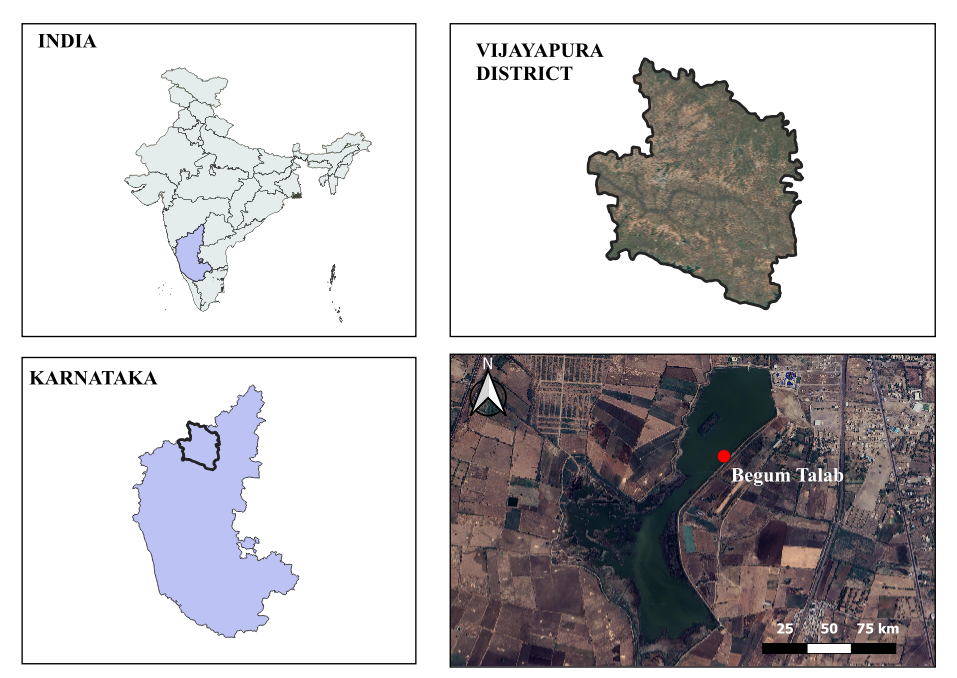 INDIA
VIJAYAPURA
DISTRICT
KARNATAKA
N
Begum Talab
25 50 75 km